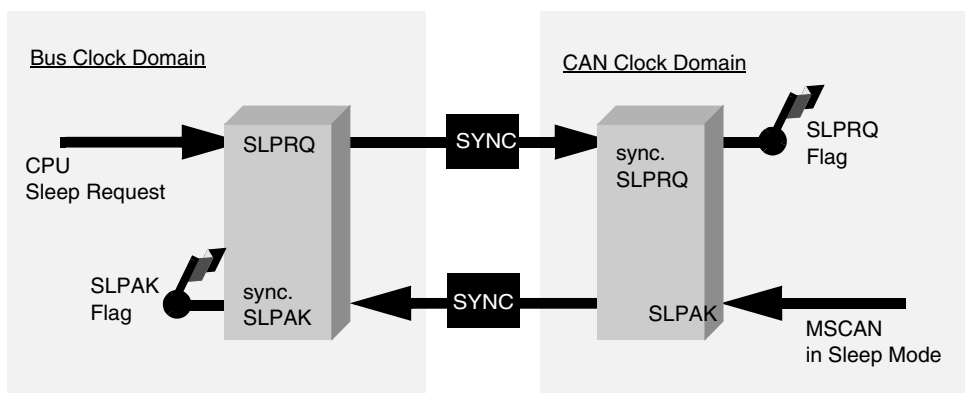 Bus Clock Domain
CAN Clock Domain
SLPRQ
SYNC
sync.
SLPRQ
SLPRQ
Flag
CPU
Sleep Request
SLPAK
Flag
sync.
SLPAK
SYNC
SLPAK
MSCAN
in Sleep Mode